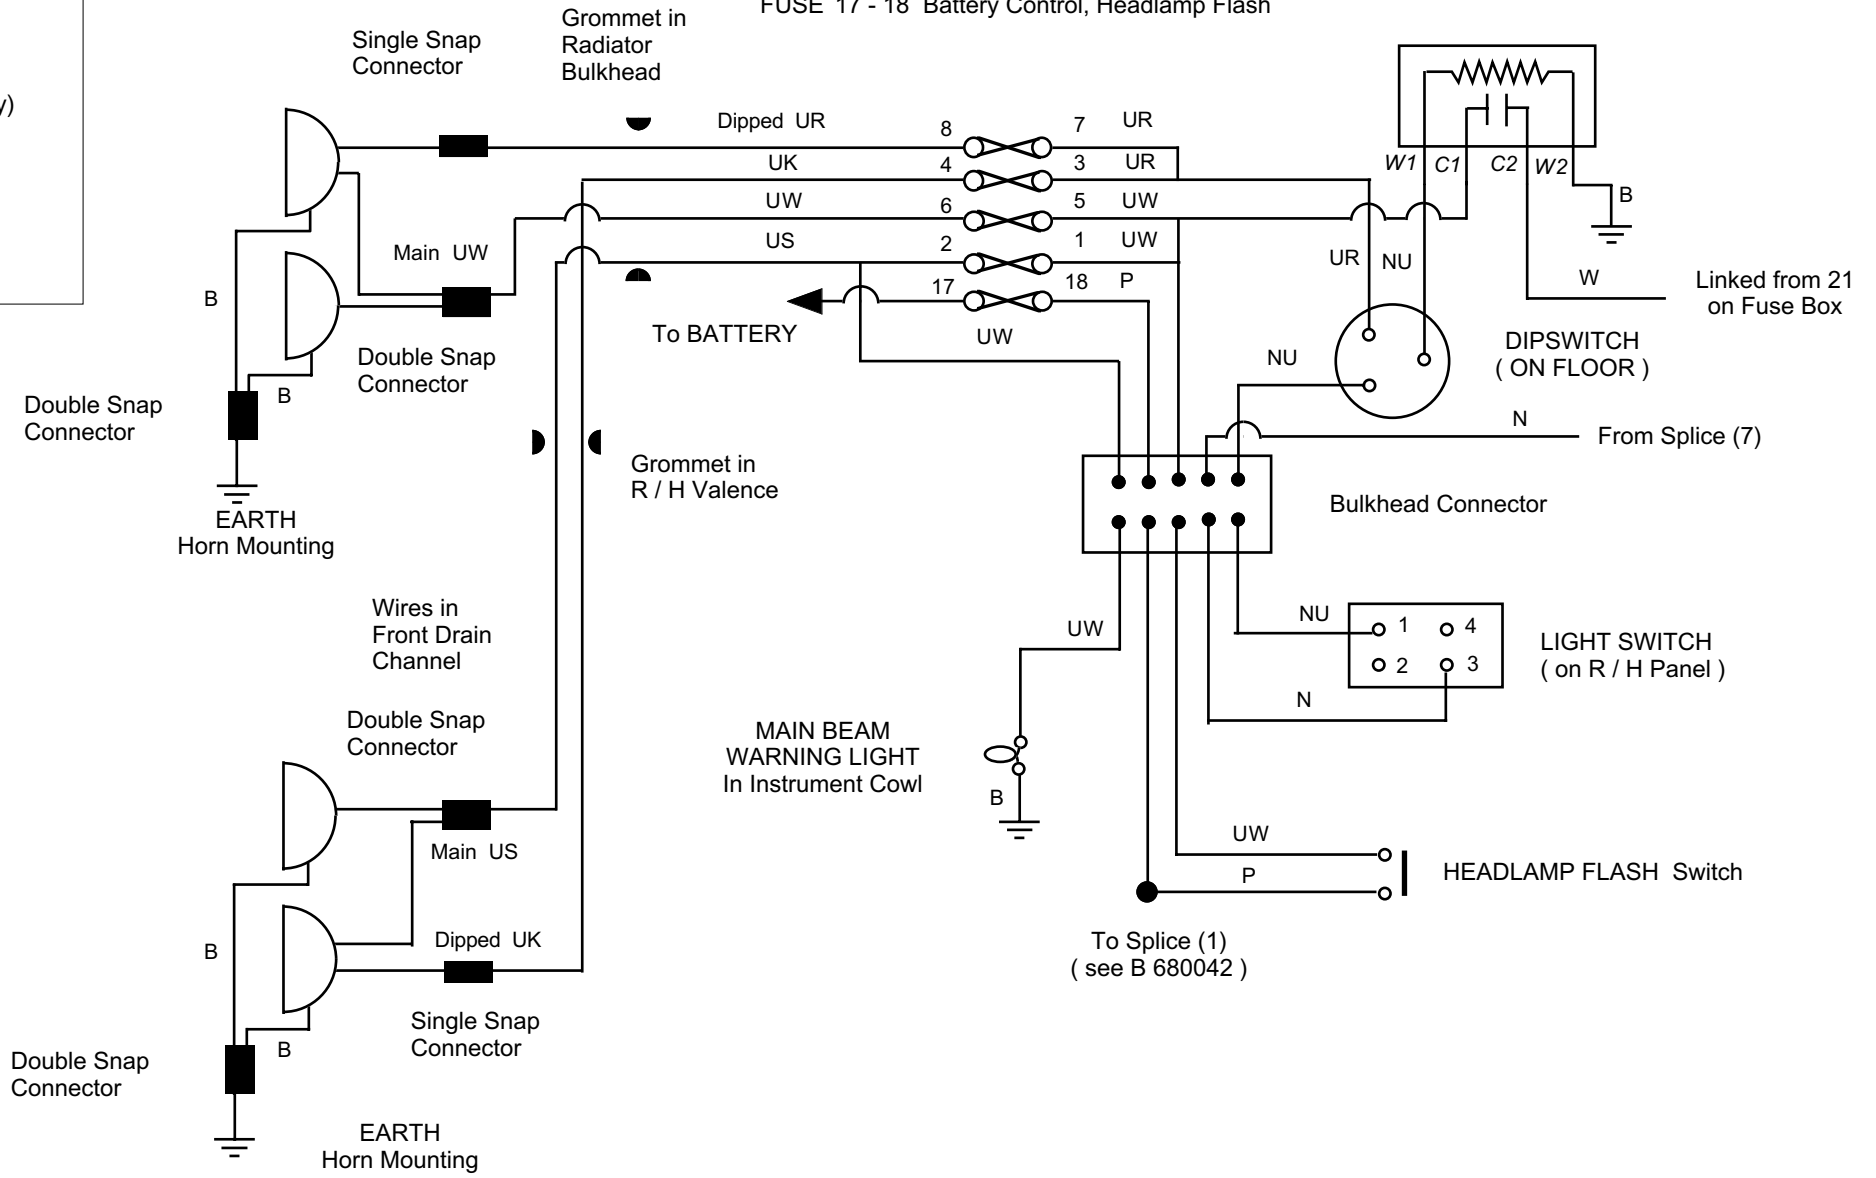 FUSE 17 - 18 Battery Control, Headlamp Flash
y)
Single Snap
Connector
Grommet in
Radiator
Bulkhead
Dipped UR
8
7
UR
UK
4
3
UR
UW
6
5
UW
US
2
1
UW
17
18
P
To BATTERY
UW
W1
C1
C2
W2
B
UR
NU
W
Linked from 21
on Fuse Box
DIPSWITCH
( ON FLOOR )
NU
N
From Splice (7)
Main UW
B
Double Snap
Connector
B
Double Snap
Connector
EARTH
Horn Mounting
Grommet in
R / H Valence
Bulkhead Connector
Wires in
Front Drain
Channel
UW
NU
1
4
2
3
LIGHT SWITCH
( on R / H Panel )
N
Double Snap
Connector
MAIN BEAM
WARNING LIGHT
In Instrument Cowl
B
Main US
UW
P
HEADLAMP FLASH Switch
B
Dipped UK
To Splice (1)
( see B 680042 )
Single Snap
Connector
B
Double Snap
Connector
EARTH
Horn Mounting